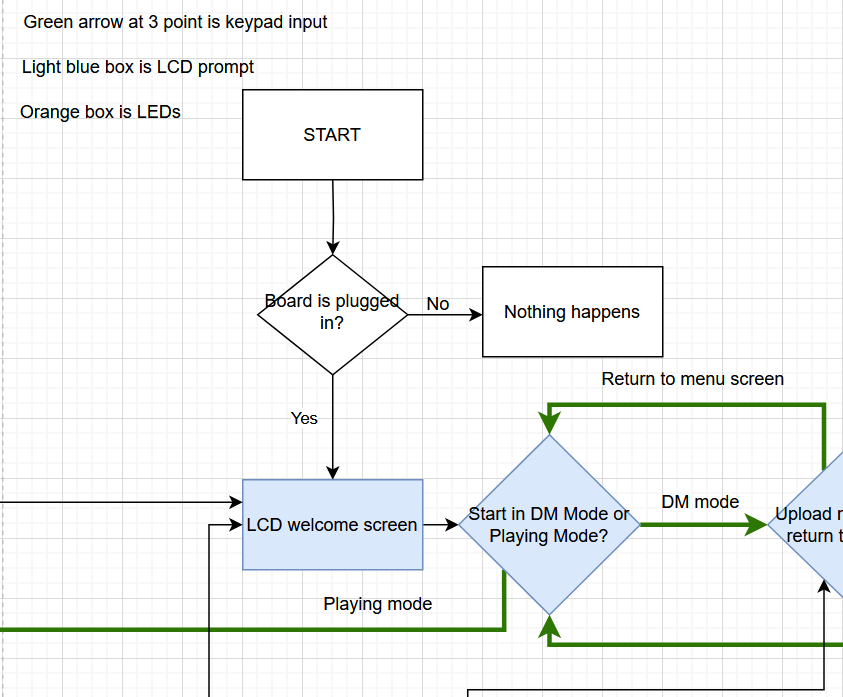 Green arrow at 3 point is keypad input
Light blue box is LCD prompt
Orange box is LEDs
START
Board is plugged
in?
No
Nothing happens
Return to menu screen
Yes
LCD welcome screen
Start in DM Mode or
Playing Mode?
DM mode
Upload
return
Playing mode